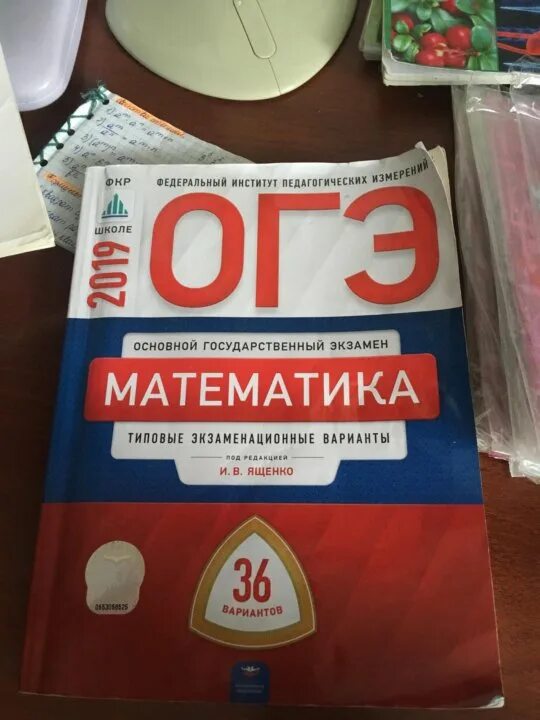 ФКР
ФЕДЕРАЛЬНЫЙ ИНСТИТУТ ПЕДАГОГИЧЕСКИХ ИЗМЕРЕНИЙ
ШКОЛЕ
2019
ОГЭ
ОСНОВНОЙ ГОСУДАРСТВЕННЫЙ ЭКЗАМЕН
МАТЕМАТИКА
ТИПОВЫЕ ЭКЗАМЕНАЦИОННЫЕ ВАРИАНТЫ
ПОД РЕДАКЦИЕЙ
И. В. ЯЩЕНКО
36
ВАРИАНТОВ